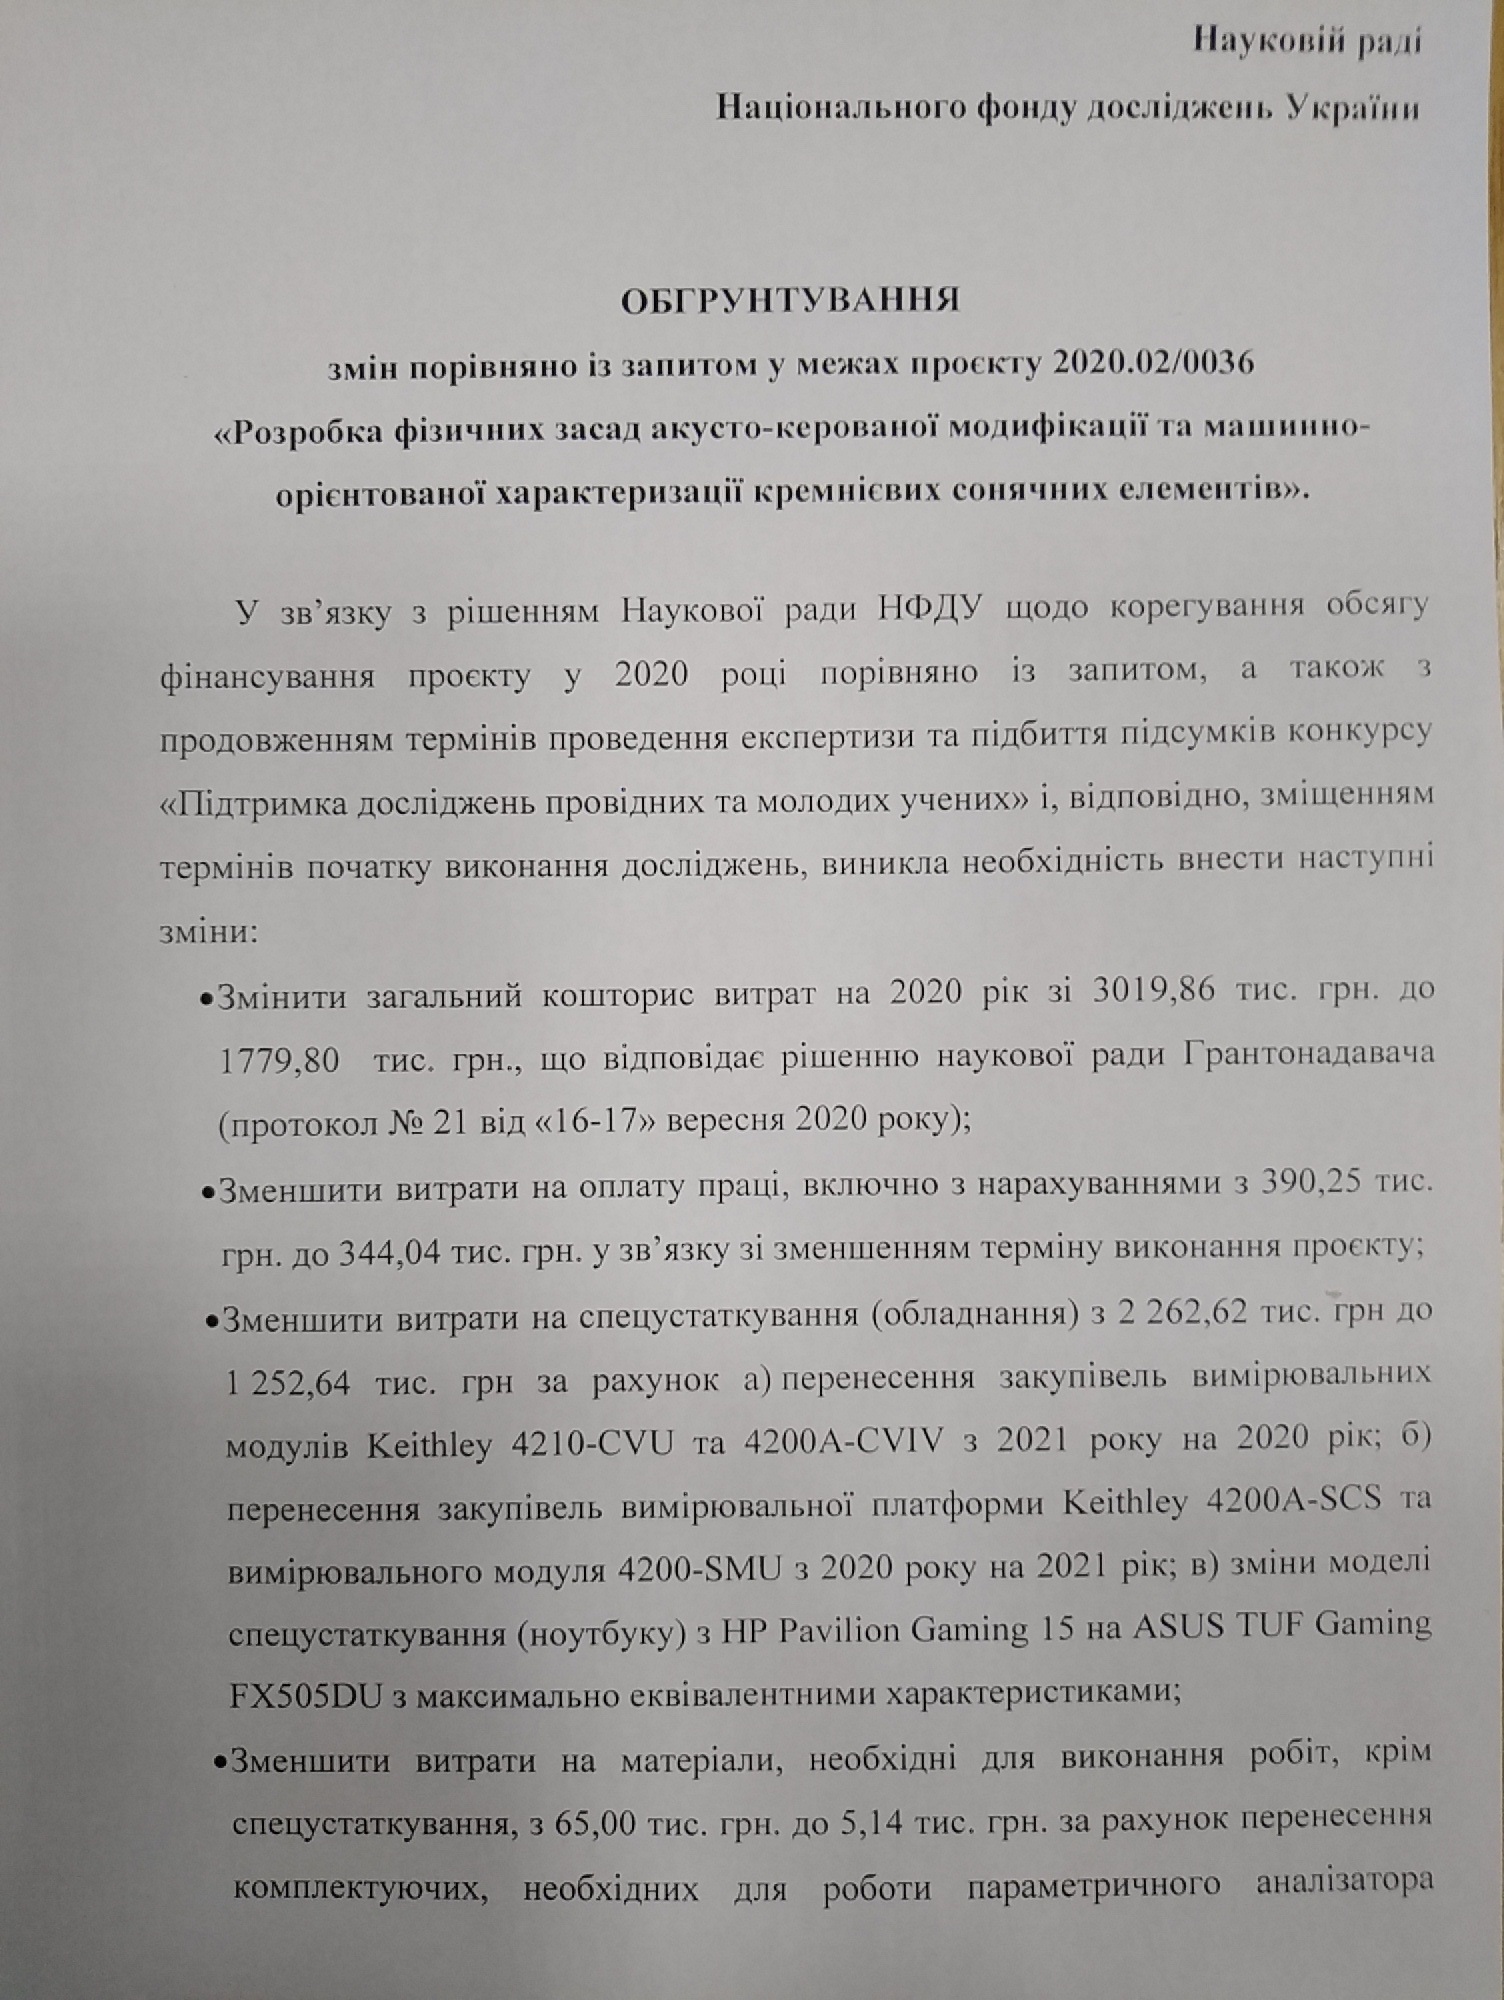 Науковій раді
Національного фонду досліджень України
ОБГРУНТУВАННЯ
змін порівняно із запитом у межах проєкту 2020.02/0036
«Розробка фізичних засад акусто-керованої модифікації та машинно-
орієнтованої характеризації кремнієвих сонячних елементів».
У зв’язку з рішенням Наукової ради НФДУ щодо корегування обсягу
фінансування проєкту у 2020 році порівняно із запитом, а також з
продовженням термінів проведення експертизи та підбиття підсумків конкурсу
«Підтримка досліджень провідних та молодих учених» і, відповідно, зміщенням
термінів початку виконання досліджень, виникла необхідність внести наступні
зміни:
•Змінити загальний кошторис витрат на 2020 рік зі 3019,86 тис. грн. до
1779,80 тис. грн., що відповідає рішенню наукової ради Грантонадавача
(протокол № 21 від «16-17» вересня 2020 року);
•Зменшити витрати на оплату праці, включно з нарахуваннями з 390,25 тис.
грн. до 344,04 тис. грн. у зв’язку зі зменшенням терміну виконання проєкту;
•Зменшити витрати на спецустаткування (обладнання) з 2 262,62 тис. грн до
1 252,64 тис. грн за рахунок а) перенесення закупівель вимірювальних
модулів Keithley 4210-CVU та 4200A-CVIV з 2021 року на 2020 рік; б)
перенесення закупівель вимірювальної платформи Keithley 4200A-SCS та
вимірювального модуля 4200-SMU з 2020 року на 2021 рік; в) зміни моделі
спецустаткування (ноутбуку) з HP Pavilion Gaming 15 на ASUS TUF Gaming
FX505DU з максимально еквівалентними характеристиками;
•Зменшити витрати на матеріали, необхідні для виконання робіт, крім
спецустаткування, з 65,00 тис. грн. до 5,14 тис. грн. за рахунок перенесення
комплектуючих, необхідних для роботи параметричного аналізатора